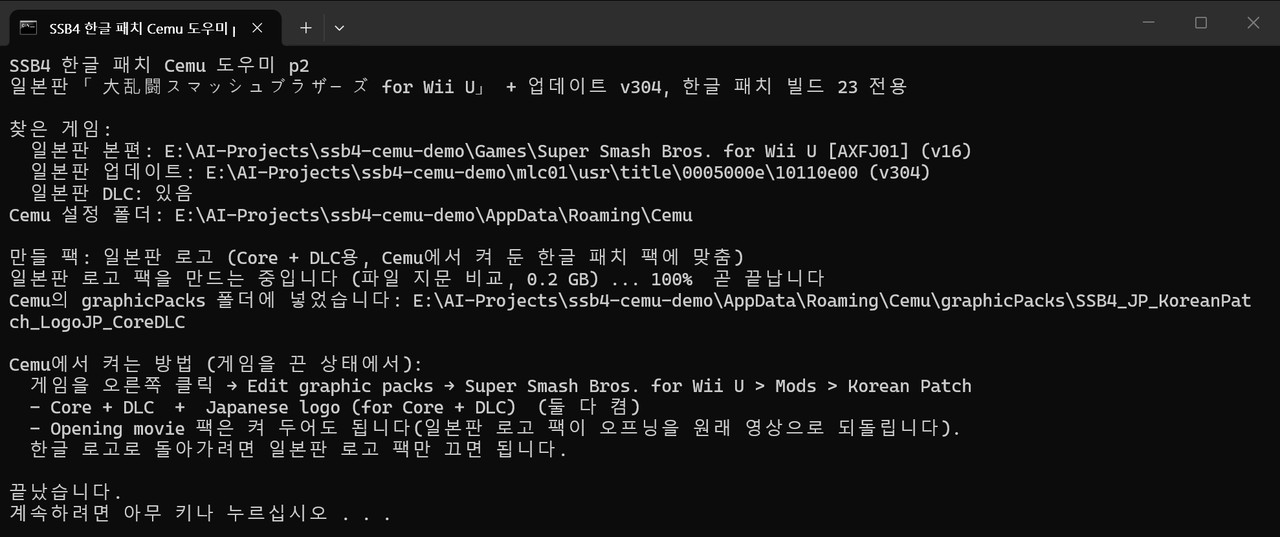 SSB4 한글 패치 Cemu 도우미 p
SSB4 한글 패치 Cemu 도우미 p2
일본판「大乱闘スマッシュブラザーズ for Wii U」 + 업데이트 v304, 한글 패치 빌드 23 전용
찾은 게임:
일본판 본편: E:\AI-Projects\ssb4-cemu-demo\Games\Super Smash Bros. for Wii U [AXFJ01] (v16)
일본판 업데이트: E:\AI-Projects\ssb4-cemu-demo\mlc01\usr\title\0005000e\10110e00 (v304)
일본판 DLC: 있음
Cemu 설정 폴더: E:\AI-Projects\ssb4-cemu-demo\AppData\Roaming\Cemu
만들 팩: 일본판 로고 (Core + DLC용, Cemu에서 켜 둔 한글 패치 팩에 맞춤)
일본판 로고 팩을 만드는 중입니다 (파일 지문 비교, 0.2 GB) ... 100%  곧 끝납니다
Cemu의 graphicPacks 폴더에 넣었습니다: E:\AI-Projects\ssb4-cemu-demo\AppData\Roaming\Cemu\graphicPacks\SSB4_JP_KoreanPat
ch_LogoJP_CoreDLC
Cemu에서 켜는 방법 (게임을 끈 상태에서):
게임을 오른쪽 클릭 → Edit graphic packs → Super Smash Bros. for Wii U > Mods > Korean Patch
- Core + DLC  +  Japanese logo (for Core + DLC)  (둘 다 켬)
- Opening movie 팩은 켜 두어도 됩니다(일본판 로고 팩이 오프닝을 원래 영상으로 되돌립니다).
한글 로고로 돌아가려면 일본판 로고 팩만 끄면 됩니다.
끝났습니다.
계속하려면 아무 키나 누르십시오 . . .